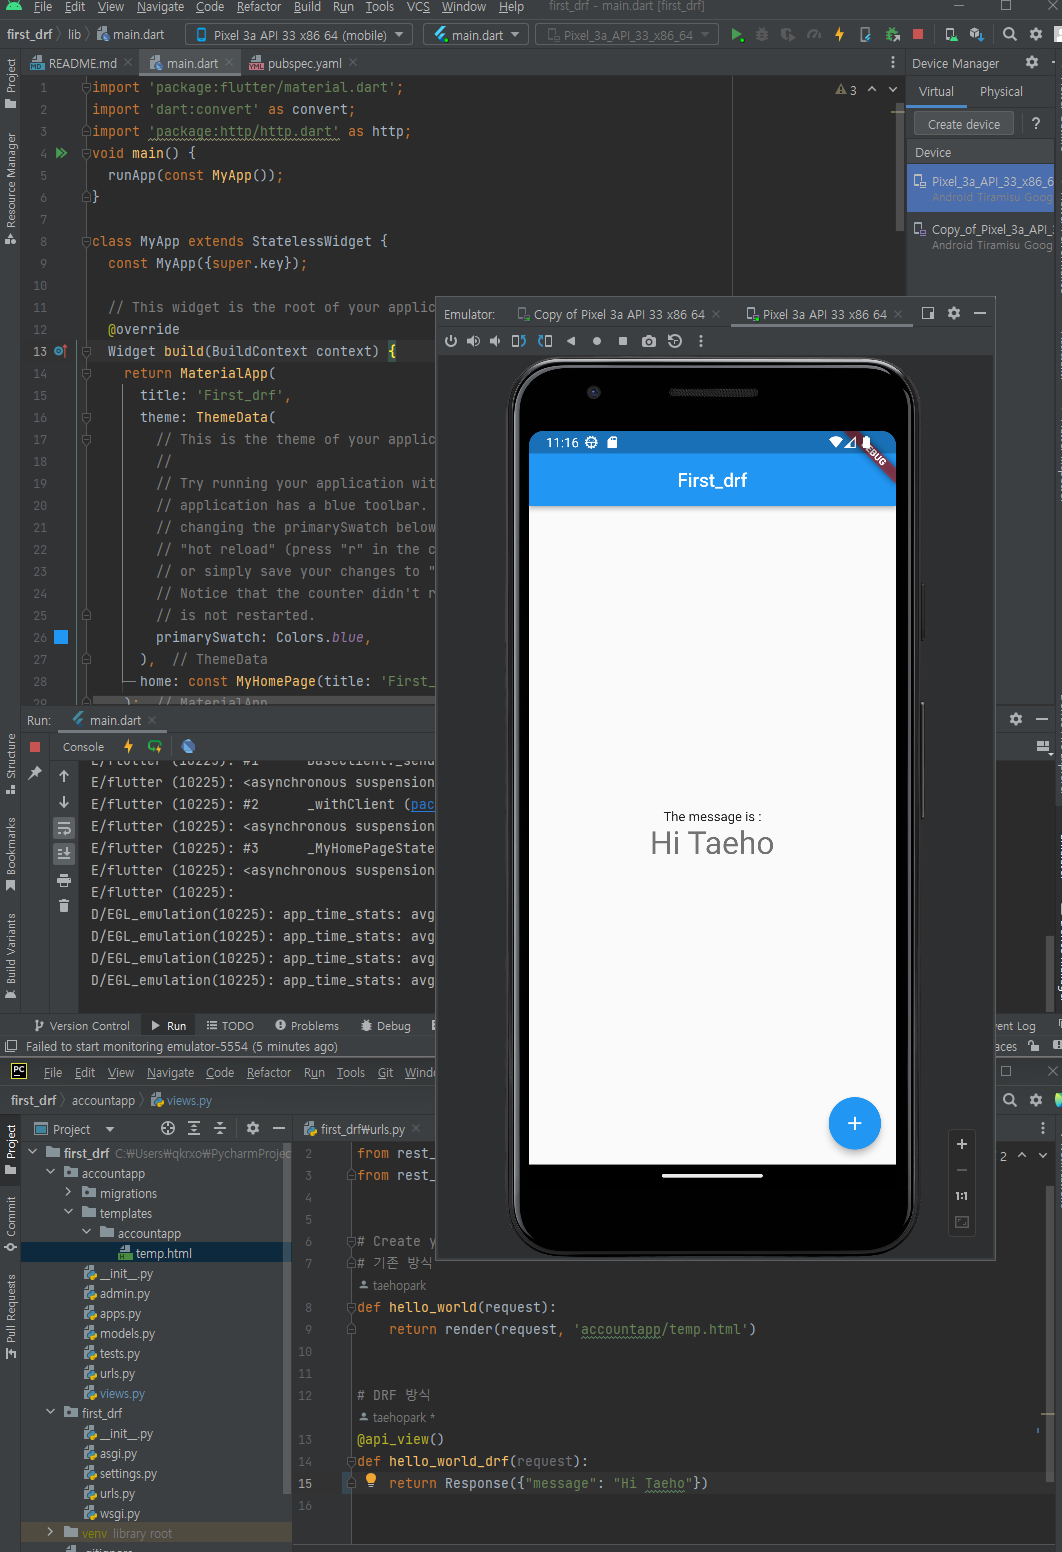 File Edit View Navigate Code Refactor Build Run Tools VCS Window Help first_drf – main.dart [first_drf]
first_drf lib main.dart Pixel 3a API 33 x86 64 (mobile) main.dart Pixel_3a_API_33_x86_64
README.md main.dart pubspec.yaml
Device Manager
Virtual Physical
Create device ?
Device
Pixel_3a_API_33_x86_6
Android Tiramisu Goog
Copy_of_Pixel_3a_API_
Android Tiramisu Goog
Project
Resource Manager
3
1 import 'package:flutter/material.dart';
2 import 'dart:convert' as convert;
3 import 'package:http/http.dart' as http;
4 void main() {
5 runApp(const MyApp());
6 }
7
8 class MyApp extends StatelessWidget {
9 const MyApp({super.key});
10
11 // This widget is the root of your applic
12 @override
13 Widget build(BuildContext context) {
14 return MaterialApp(
15 title: 'First_drf',
16 theme: ThemeData(
17 // This is the theme of your applic
18 //
19 // Try running your application wit
20 // application has a blue toolbar.
21 // changing the primarySwatch below
22 // "hot reload" (press "r" in the c
23 // or simply save your changes to "
24 // Notice that the counter didn't r
25 // is not restarted.
26 primarySwatch: Colors.blue,
27 ), // ThemeData
28 home: const MyHomePage(title: 'First_
29 ); // MaterialApp
Emulator: Copy of Pixel 3a API 33 x86 64 Pixel 3a API 33 x86 64
11:16
DEBUG
First_drf
The message is :
Hi Taeho
+
+
−
1:1
Run: main.dart
Console
Structure
Bookmarks
Build Variants
E/flutter (10225): #1 BaseClient._send
E/flutter (10225): <asynchronous suspension
E/flutter (10225): #2 _withClient (pac
E/flutter (10225): <asynchronous suspension
E/flutter (10225): #3 _MyHomePageState
E/flutter (10225): <asynchronous suspension
E/flutter (10225):
D/EGL_emulation(10225): app_time_stats: avg
D/EGL_emulation(10225): app_time_stats: avg
D/EGL_emulation(10225): app_time_stats: avg
D/EGL_emulation(10225): app_time_stats: avg
Version Control Run TODO Problems Debug
ent Log
Failed to start monitoring emulator-5554 (5 minutes ago)
aces
PC File Edit View Navigate Code Refactor Run Tools Git Windo
first_drf accountapp views.py
Project
first_drf₩urls.py
Project
Commit
Pull Requests
first_drf C:₩Users₩qkrxo₩PycharmProjec
accountapp
migrations
templates
accountapp
temp.html
__init__.py
admin.py
apps.py
models.py
tests.py
urls.py
views.py
first_drf
__init__.py
asgi.py
settings.py
urls.py
wsgi.py
venv library root
.gitignore
2
2 from rest_
3 from rest_
4
5
6 # Create y
7 # 기존 방식
taehopark
8 def hello_world(request):
9 return render(request, 'accountapp/temp.html')
10
11
12 # DRF 방식
taehopark *
13 @api_view()
14 def hello_world_drf(request):
15 return Response({"message": "Hi Taeho"})
16